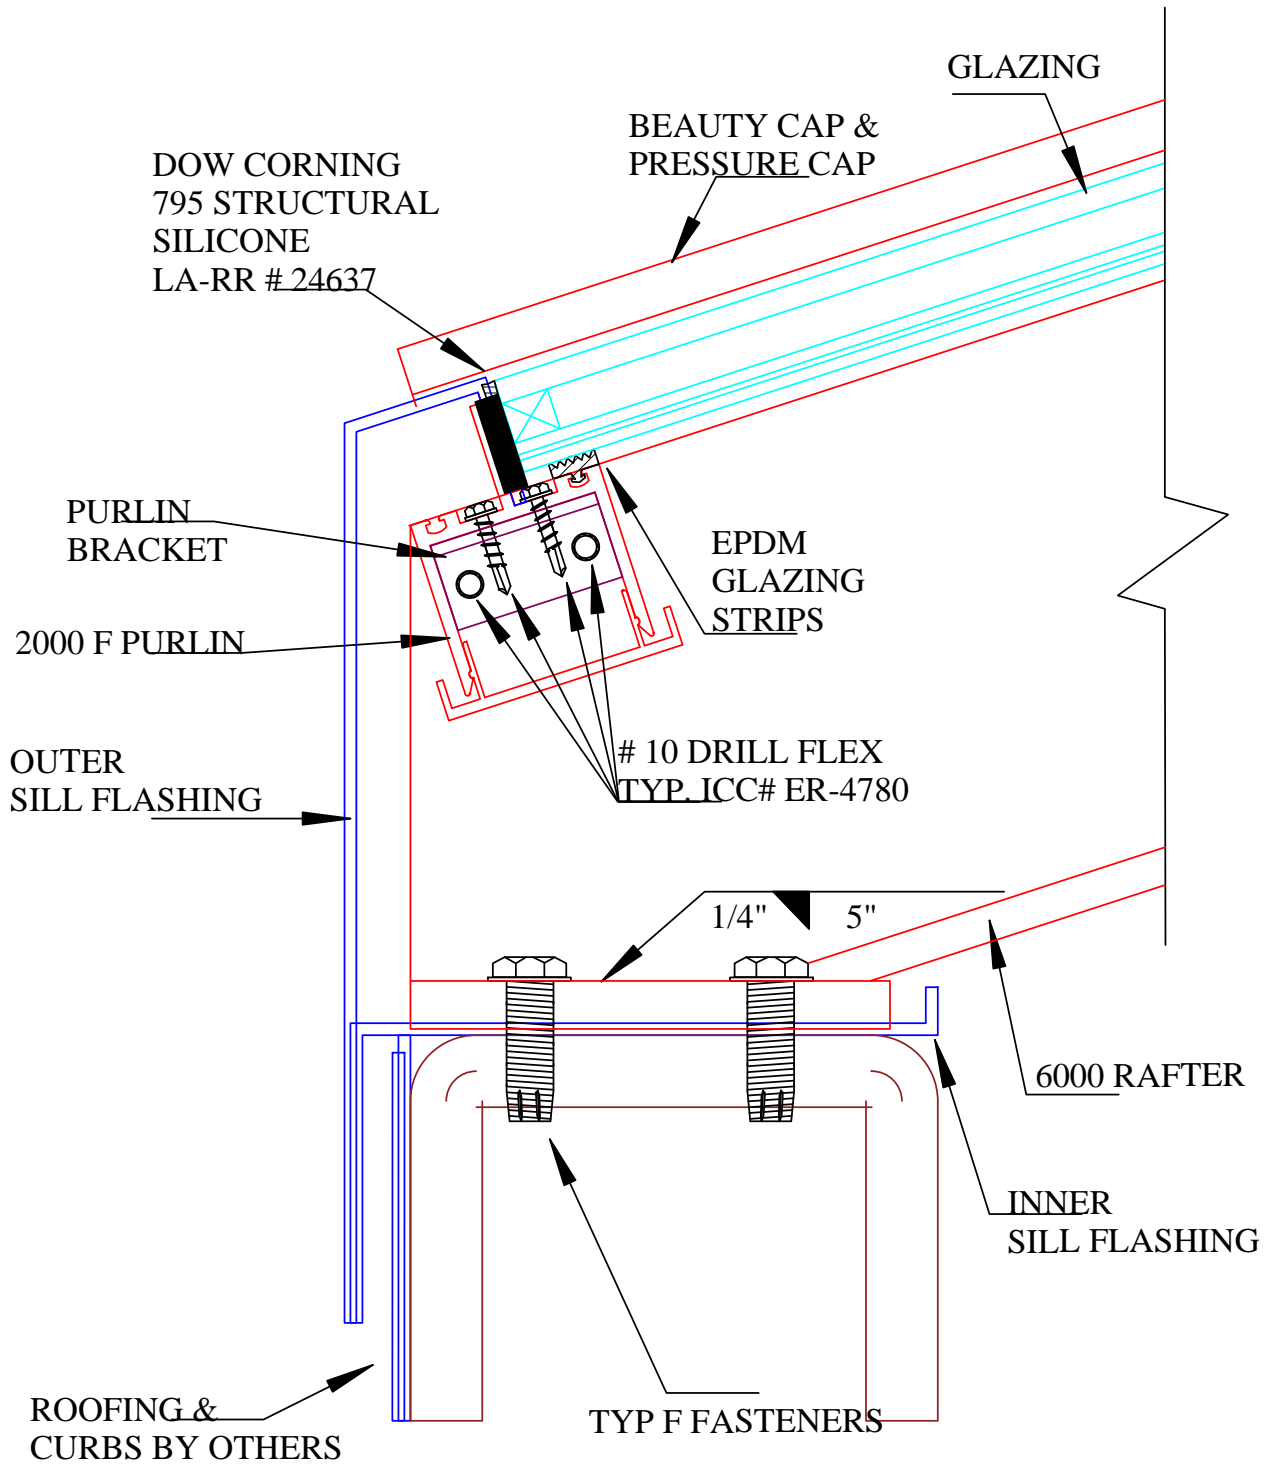 GLAZING
BEAUTY CAP &
PRESSURE CAP
DOW CORNING
795 STRUCTURAL
SILICONE
LA-RR # 24637
PURLIN
BRACKET
EPDM
GLAZING
STRIPS
2000 F PURLIN
# 10 DRILL FLEX
TYP. ICC# ER-4780
OUTER
SILL FLASHING
1/4" 5"
6000 RAFTER
INNER
SILL FLASHING
ROOFING &
CURBS BY OTHERS
TYP F FASTENERS